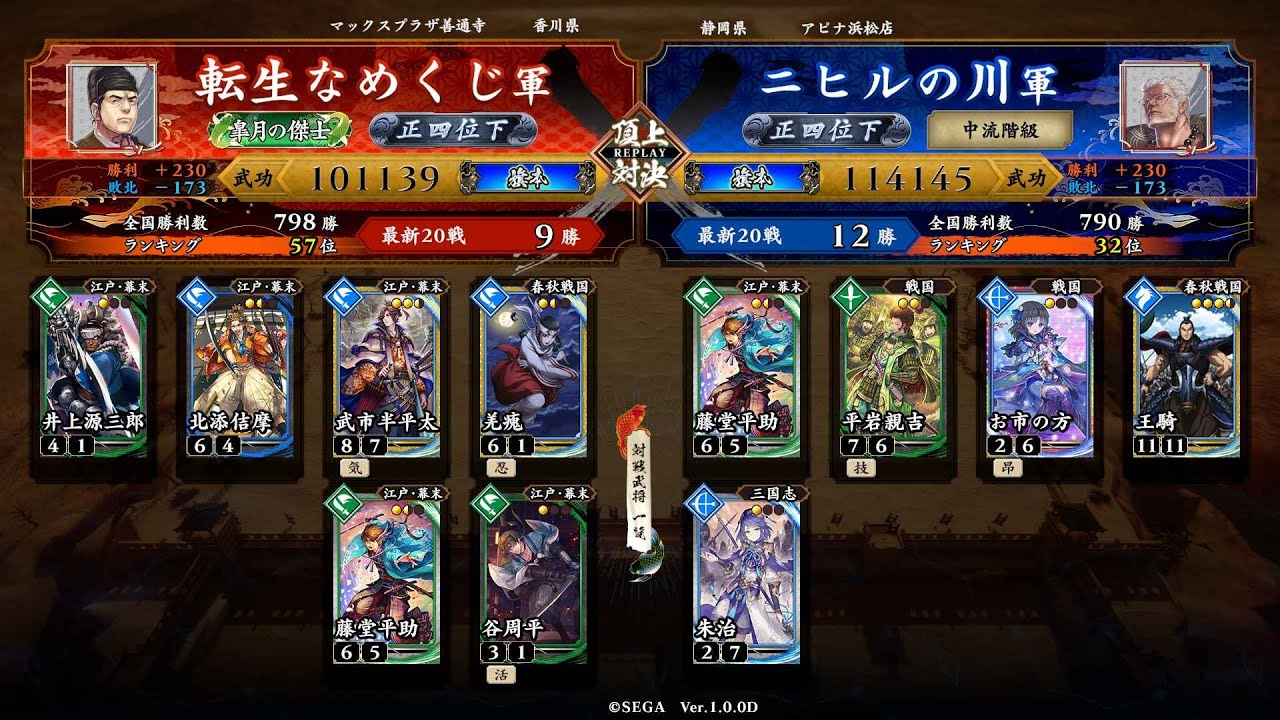 マックスプラザ善通寺 香川県
静岡県 アピナ浜松店
転生なめくじ軍
皐月の傑士 正四位下
勝利 +230
敗北 -173
武功 101139 旗本
全国勝利数 798勝
ランキング 57位
最新20戦 9勝
頂上
REPLAY
対決
ニヒルの川軍
正四位下 中流階級
旗本 114145 武功
勝利 +230
敗北 -173
最新20戦 12勝
全国勝利数 790勝
ランキング 32位
江戸・幕末
井上源三郎
4 1
江戸・幕末
北添佶摩
6 4
江戸・幕末
武市半平太
8 7
気
春秋戦国
羌瘣
6 1
忍
江戸・幕末
藤堂平助
6 5
江戸・幕末
谷周平
3 1
活
対戦武将一覧
江戸・幕末
藤堂平助
6 5
戦国
平岩親吉
7 6
技
戦国
お市の方
2 6
昂
春秋戦国
王騎
11 11
三国志
朱治
2 7
©SEGA Ver.1.0.0D